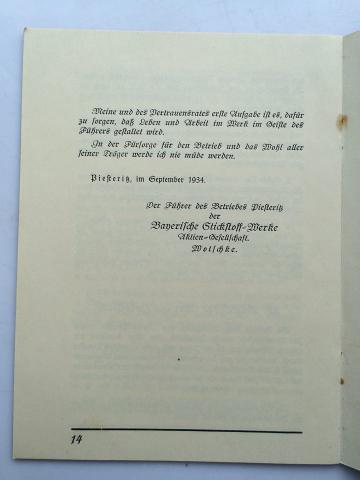 Meine und des Vertrauensrates erste Aufgabe ist es, dafür
zu sorgen, daß Leben und Arbeit im Werk im Geiste des
Führers gestaltet wird.
In der Fürsorge für den Betrieb und das Wohl aller
seiner Träger werde ich nie müde werden.
Piesteritz, im September 1934.
Der Führer des Betriebes Piesteritz
der
Bayerische Stickstoff-Werke
Aktien-Gesellschaft.
Wolschke.
14